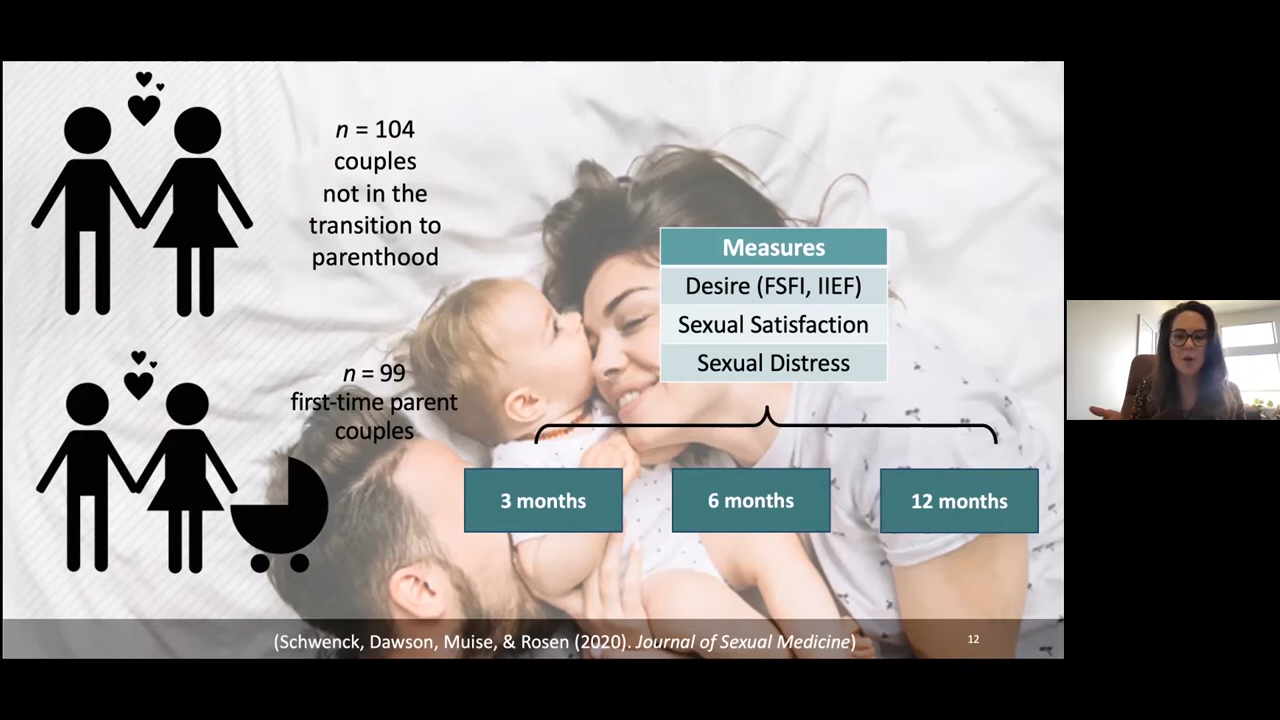 n = 104
couples
not in the
transition to
parenthood
Measures
Desire (FSFI, IIEF)
Sexual Satisfaction
Sexual Distress
n = 99
first-time parent
couples
3 months
6 months
12 months
(Schwenck, Dawson, Muise, & Rosen (2020). Journal of Sexual Medicine)
12